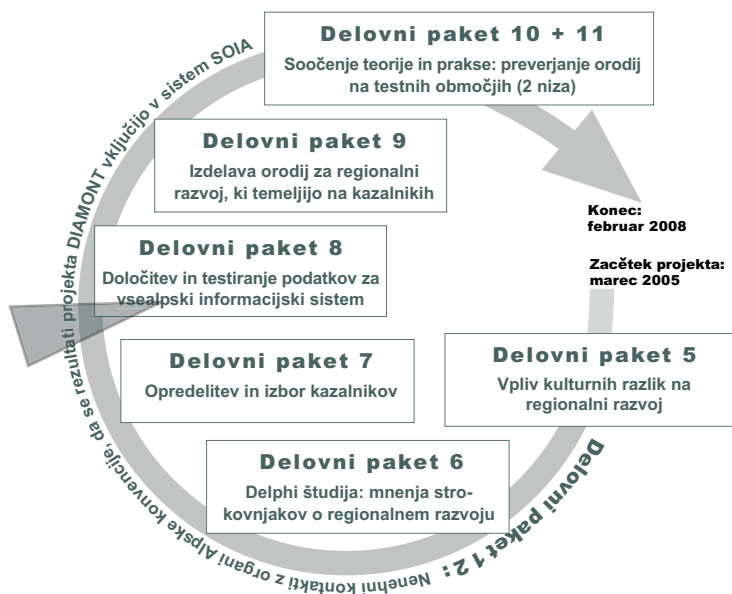 Delovni paket 10 + 11
Soočenje teorije in prakse: preverjanje orodij
na testnih območjih (2 niza)
Delovni paket 9
Izdelava orodij za regionalni
razvoj, ki temeljijo na kazalnikih
Konec:
februar 2008
Delovni paket 8
Določitev in testiranje podatkov za
vsealpski informacijski sistem
Zacětek projekta:
marec 2005
Delovni paket 7
Opredelitev in izbor kazalnikov
Delovni paket 5
Vpliv kulturnih razlik na
regionalni razvoj
Delovni paket 6
Delphi študija: mnenja stro-
kovnjakov o regionalnem razvoju
Delovni paket 12: Nenehni kontakti z organi Alpske konvencije, da se rezultati projekta DIAMONT vključijo v sistem SOIA